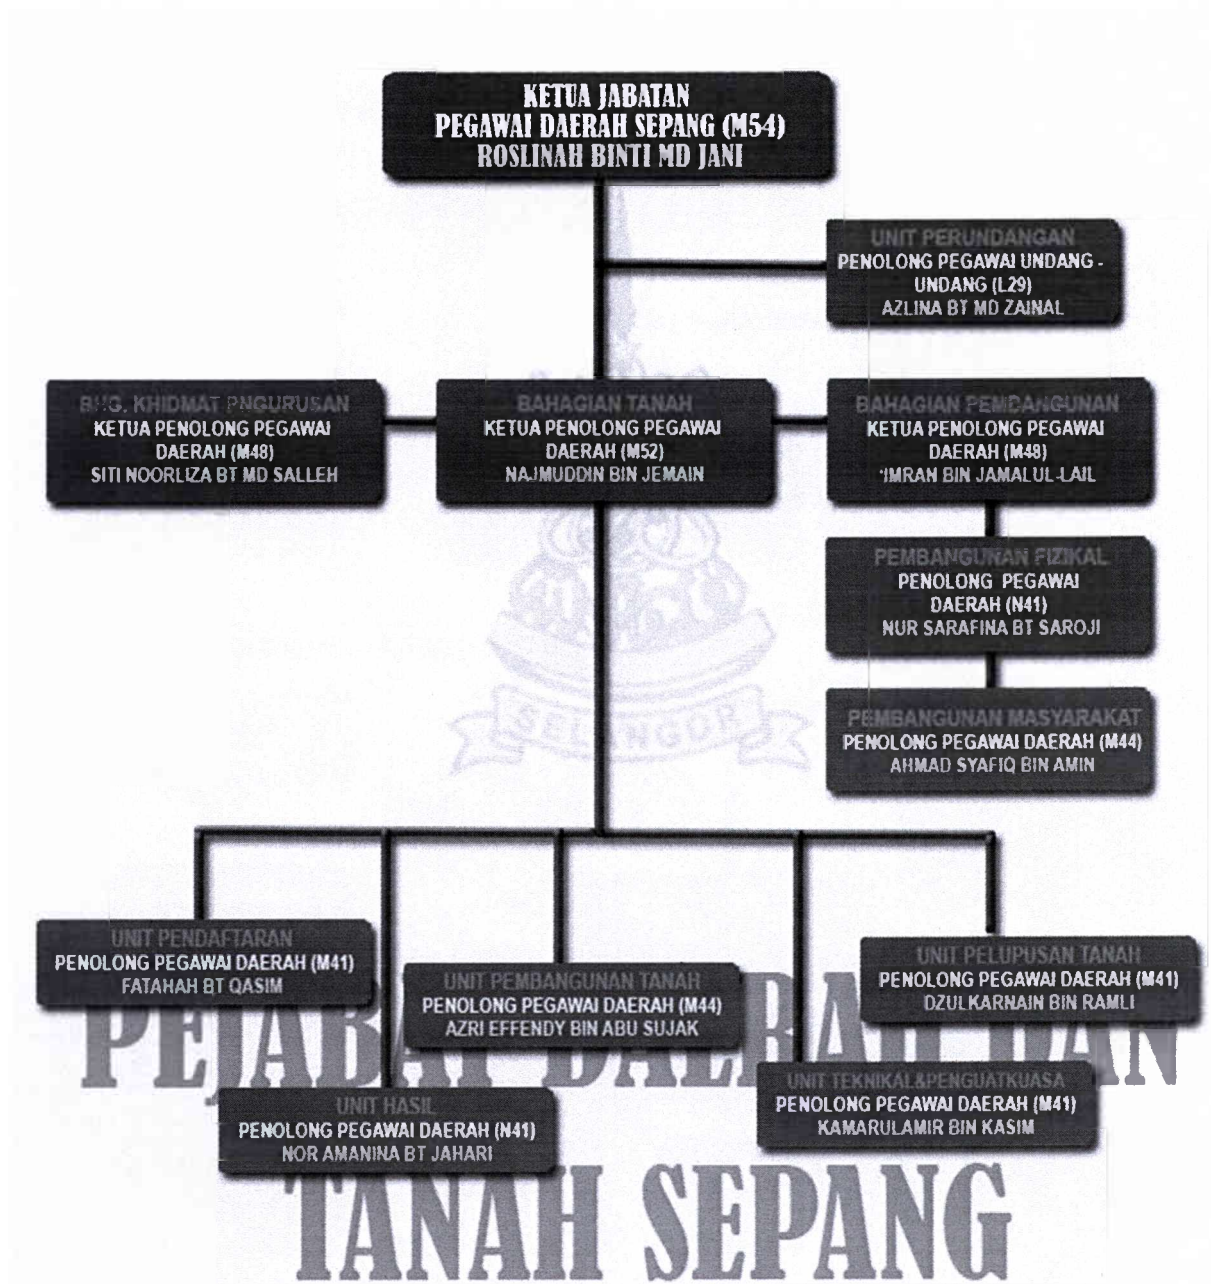 KETUA JABATAN
PEGAWAI DAERAH SEPANG (M54)
ROSLINAH BINTI MD JANI
UNIT PERUNDANGAN
PENOLONG PEGAWAI UNDANG -
UNDANG (L29)
AZLINA BT MD ZAINAL
BHG. KHIDMAT PNGURUSAN
KETUA PENOLONG PEGAWAI
DAERAH (M48)
SITI NOORLIZA BT MD SALLEH
BAHAGIAN TANAH
KETUA PENOLONG PEGAWAI
DAERAH (M52)
NAJMUDDIN BIN JEMAIN
BAHAGIAN PEMBANGUNAN
KETUA PENOLONG PEGAWAI
DAERAH (M48)
'IMRAN BIN JAMALUL-LAIL
PEMBANGUNAN FIZIKAL
PENOLONG PEGAWAI
DAERAH (N41)
NUR SARAFINA BT SAROJI
PEMBANGUNAN MASYARAKAT
PENOLONG PEGAWAI DAERAH (M44)
AHMAD SYAFIQ BIN AMIN
SELANGOR
UNIT PENDAFTARAN
PENOLONG PEGAWAI DAERAH (M41)
FATAHAH BT QASIM
UNIT PEMBANGUNAN TANAH
PENOLONG PEGAWAI DAERAH (M44)
AZRI EFFENDY BIN ABU SUJAK
UNIT PELUPUSAN TANAH
PENOLONG PEGAWAI DAERAH (M41)
DZULKARNAIN BIN RAMLI
UNIT HASIL
PENOLONG PEGAWAI DAERAH (N41)
NOR AMANINA BT JAHARI
UNIT TEKNIKAL&PENGUATKUASA
PENOLONG PEGAWAI DAERAH (M41)
KAMARULAMIR BIN KASIM
PEJABAT DAERAH DAN
TANAH SEPANG